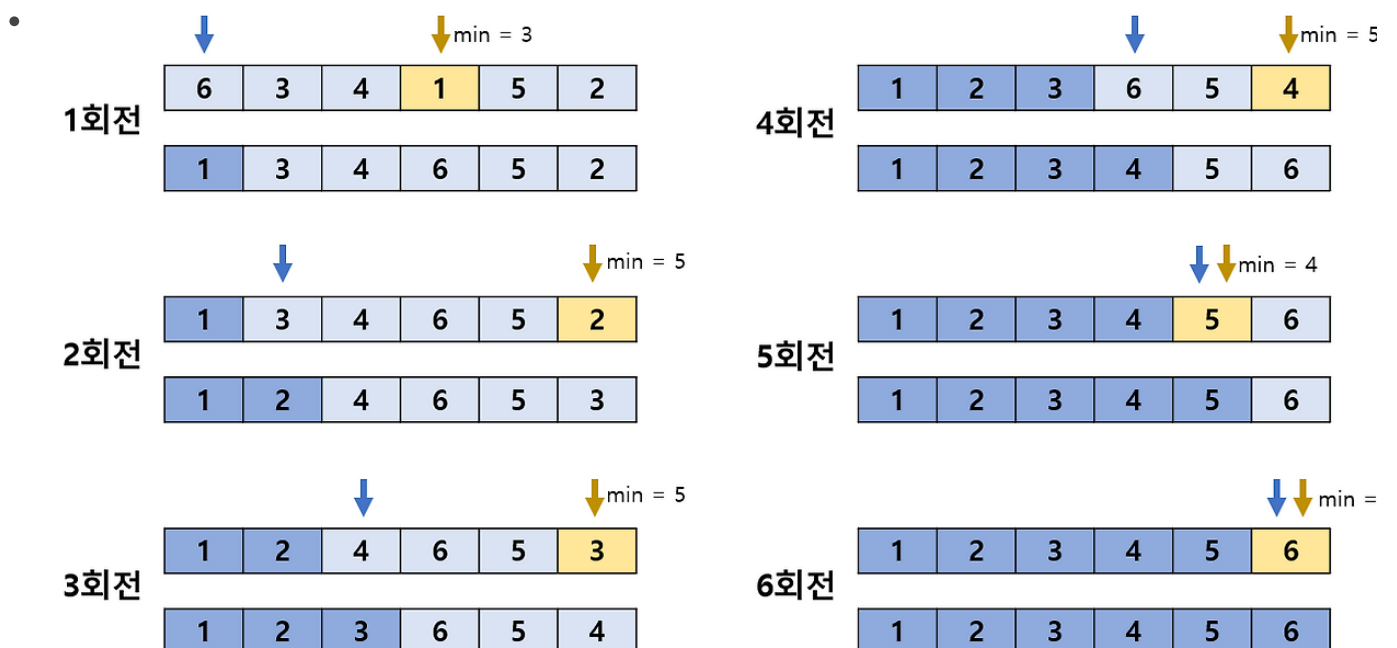 min = 3
6 3 4 1 5 2
1회전
1 3 4 6 5 2
min = 5
1 3 4 6 5 2
2회전
1 2 4 6 5 3
min = 5
1 2 4 6 5 3
3회전
1 2 3 6 5 4
min = 5
1 2 3 6 5 4
4회전
1 2 3 4 5 6
min = 4
1 2 3 4 5 6
5회전
1 2 3 4 5 6
min =
1 2 3 4 5 6
6회전
1 2 3 4 5 6